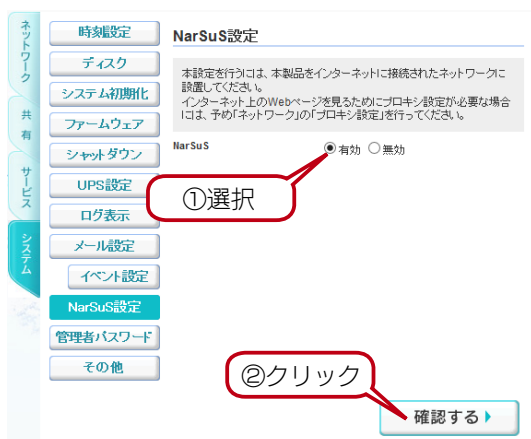 ネットワーク
共有
サービス
システム
時刻設定
ディスク
システム初期化
ファームウェア
シャットダウン
UPS設定
ログ表示
メール設定
イベント設定
NarSuS設定
管理者パスワード
その他
NarSuS設定
本設定を行うには、本製品をインターネットに接続されたネットワークに
設置してください。
インターネット上のWebページを見るためにプロキシ設定が必要な場合
には、予め「ネットワーク」の「プロキシ設定」を行ってください。
NarSuS 有効 無効
①選択
②クリック
確認する